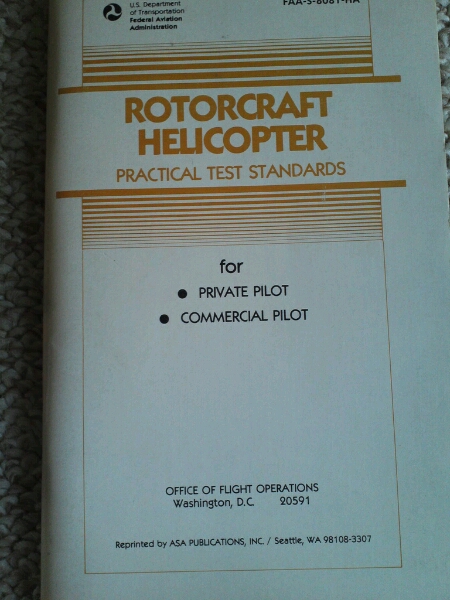 U.S. Department
of Transportation
Federal Aviation
Administration
ROTORCRAFT
HELICOPTER
PRACTICAL TEST STANDARDS
for
● PRIVATE PILOT
● COMMERCIAL PILOT
OFFICE OF FLIGHT OPERATIONS
Washington, D.C. 20591
Reprinted by ASA PUBLICATIONS, INC. / Seattle, WA 98108-3307